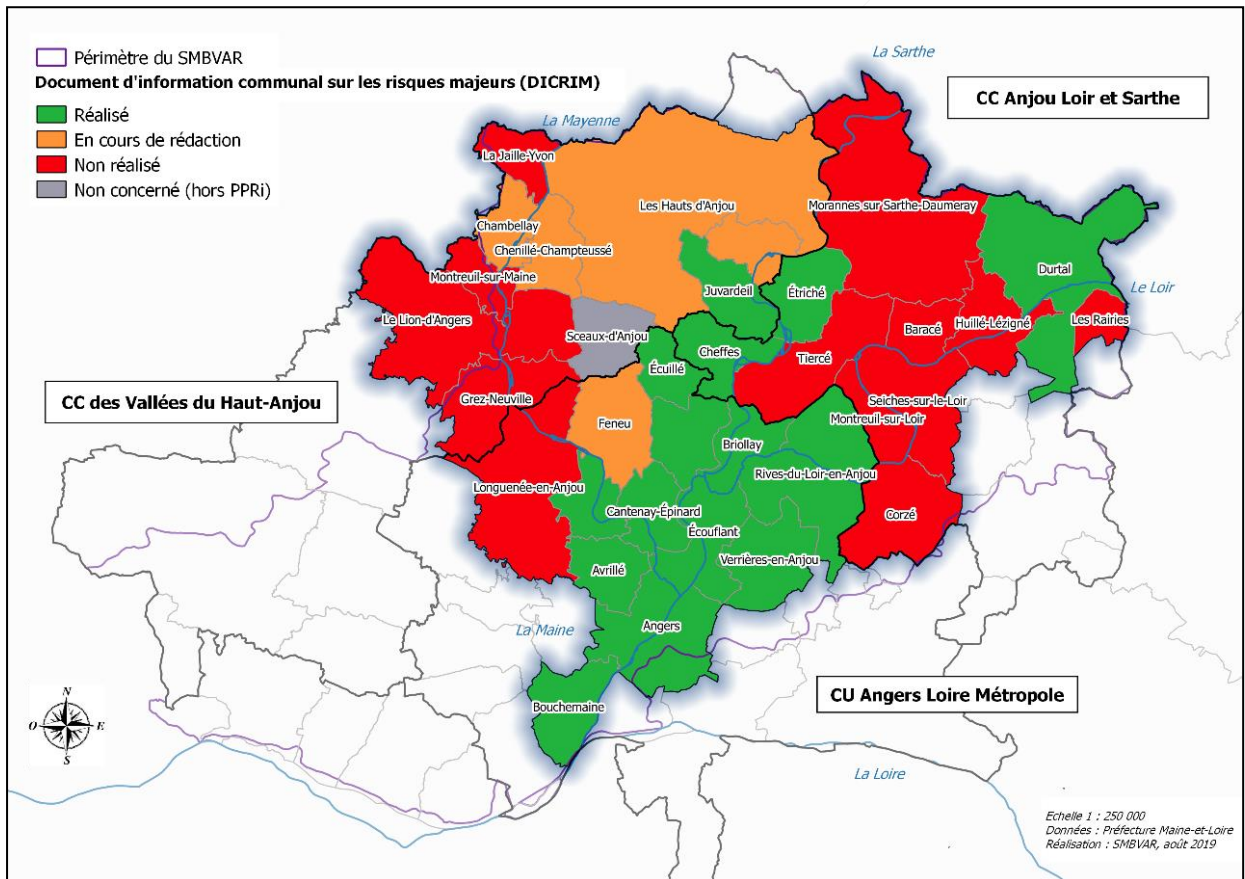 Périmètre du SMBVAR
Document d'information communal sur les risques majeurs (DICRIM)
Réalisé
En cours de rédaction
Non réalisé
Non concerné (hors PPRi)
La Sarthe
CC Anjou Loir et Sarthe
La Mayenne
La Jaille-Yvon
Les Hauts d'Anjou
Morannes sur Sarthe-Daumeray
Chambellay
Chenillé-Champteussé
Durtal
Montreuil-sur-Maine
Juvardeil
Étriché
Le Loir
Le Lion-d'Angers
Huillé-Lézigné
Les Rairies
Baracé
Sceaux-d'Anjou
Cheffes
Tiercé
Écuillé
CC des Vallées du Haut-Anjou
Grez-Neuville
Seiches-sur-le-Loir
Feneu
Montreuil-sur-Loir
Briollay
Rives-du-Loir-en-Anjou
Longuenée-en-Anjou
Cantenay-Épinard
Corzé
Écouflant
Verrières-en-Anjou
Avrillé
La Maine
Angers
CU Angers Loire Métropole
Bouchemaine
N
O
E
S
La Loire
Echelle 1 : 250 000
Données : Préfecture Maine-et-Loire
Réalisation : SMBVAR, août 2019